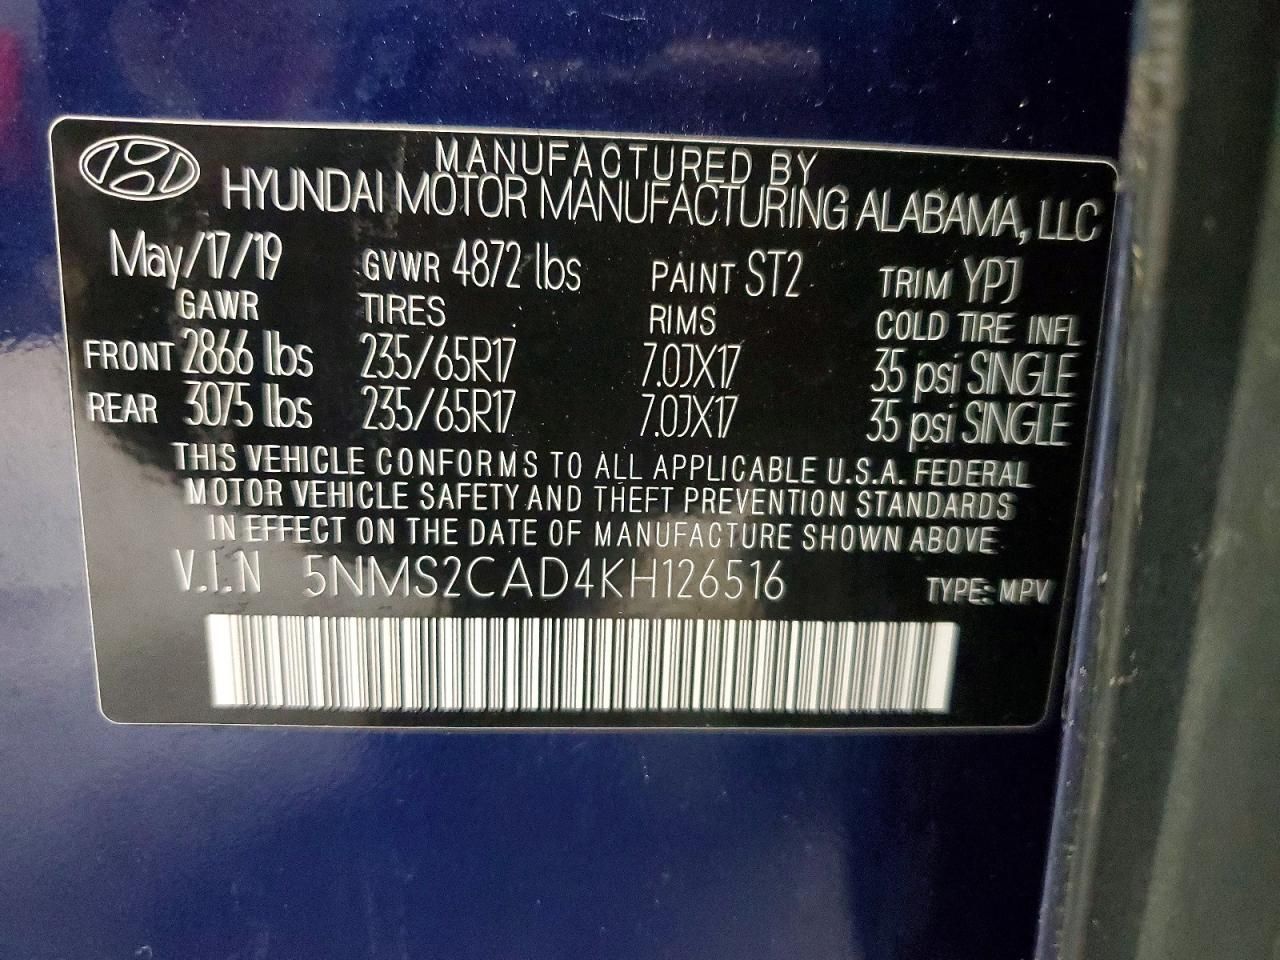 MANUFACTURED BY
HYUNDAI MOTOR MANUFACTURING ALABAMA, LLC
May/17/19 GVWR 4872 lbs PAINT ST2 TRIM YPJ
GAWR TIRES RIMS COLD TIRE INFL
FRONT 2866 lbs 235/65R17 7.0JX17 35 psi SINGLE
REAR 3075 lbs 235/65R17 7.0JX17 35 psi SINGLE
THIS VEHICLE CONFORMS TO ALL APPLICABLE U.S.A. FEDERAL
MOTOR VEHICLE SAFETY AND THEFT PREVENTION STANDARDS
IN EFFECT ON THE DATE OF MANUFACTURE SHOWN ABOVE
V.I.N 5NMS2CAD4KH126516 TYPE: MPV